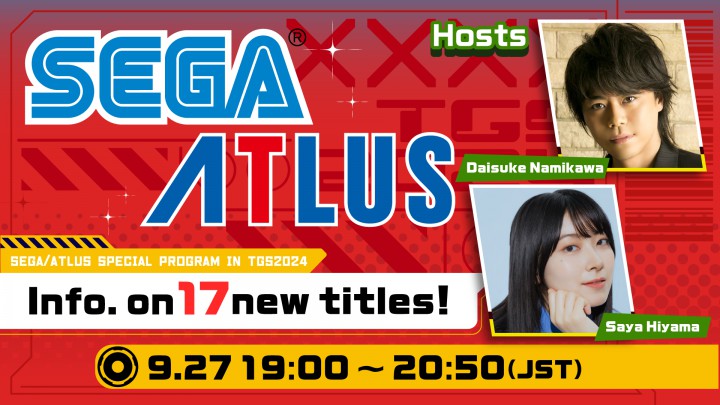 SEGA®
ATLUS
Hosts
Daisuke Namikawa
Saya Hiyama
SEGA/ATLUS SPECIAL PROGRAM IN TGS2024
Info. on 17 new titles!
9.27 19:00 ~ 20:50 (JST)